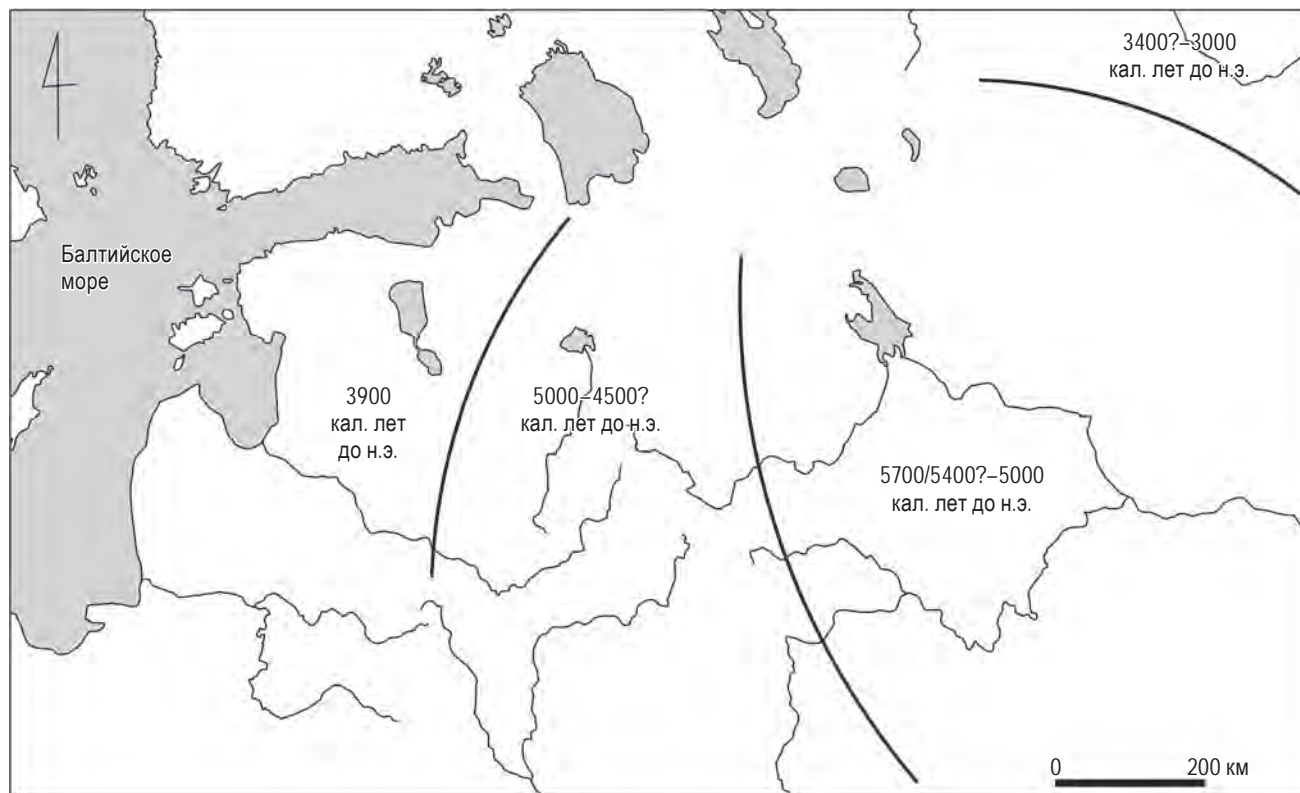 3400?–3000
кал. лет до н.э.
Балтийское
море
3900
кал. лет
до н.э.
5000–4500?
кал. лет до н.э.
5700/5400?–5000
кал. лет до н.э.
0 200 км